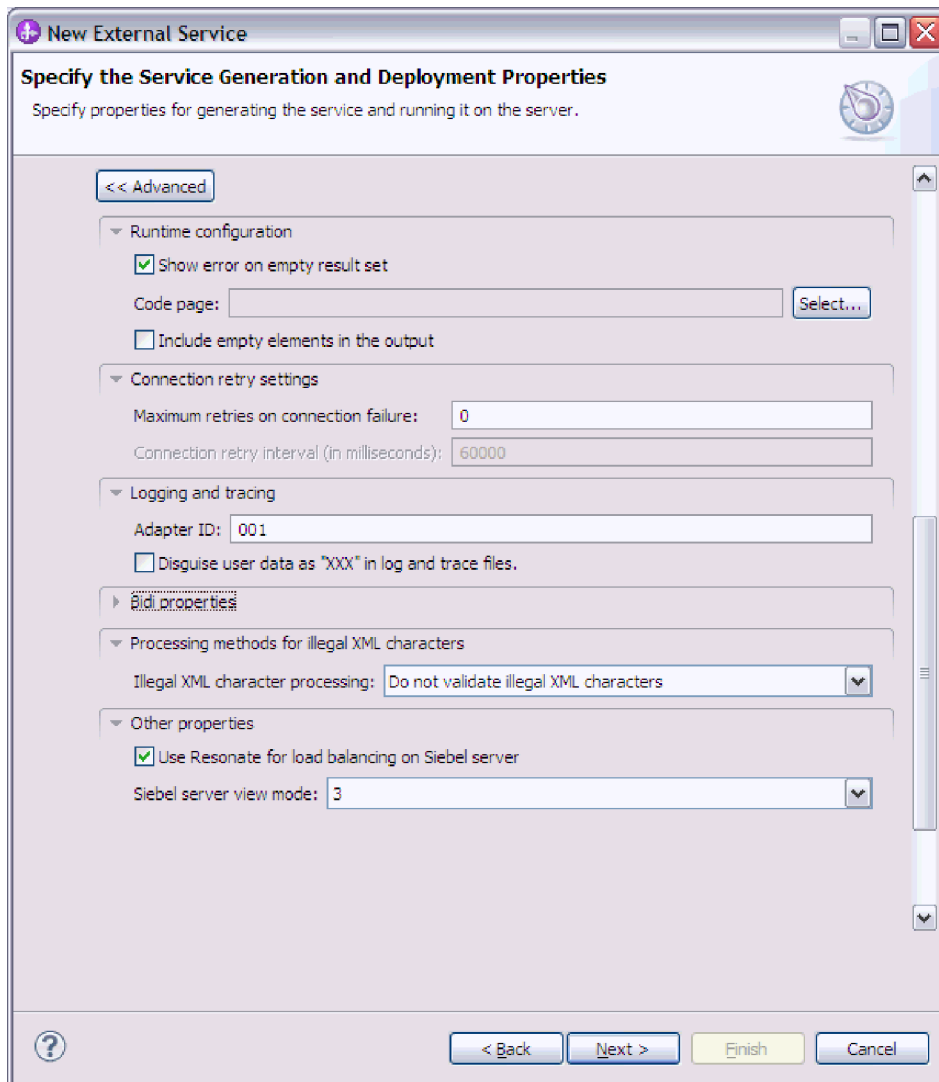 New External Service
Specify the Service Generation and Deployment Properties
Specify properties for generating the service and running it on the server.
<< Advanced
Runtime configuration
Show error on empty result set
Code page: Select...
Include empty elements in the output
Connection retry settings
Maximum retries on connection failure: 0
Connection retry interval (in milliseconds): 60000
Logging and tracing
Adapter ID: 001
Disguise user data as "XXX" in log and trace files.
Bidi properties
Processing methods for illegal XML characters
Illegal XML character processing: Do not validate illegal XML characters
Other properties
Use Resonate for load balancing on Siebel server
Siebel server view mode: 3
? < Back Next > Finish Cancel